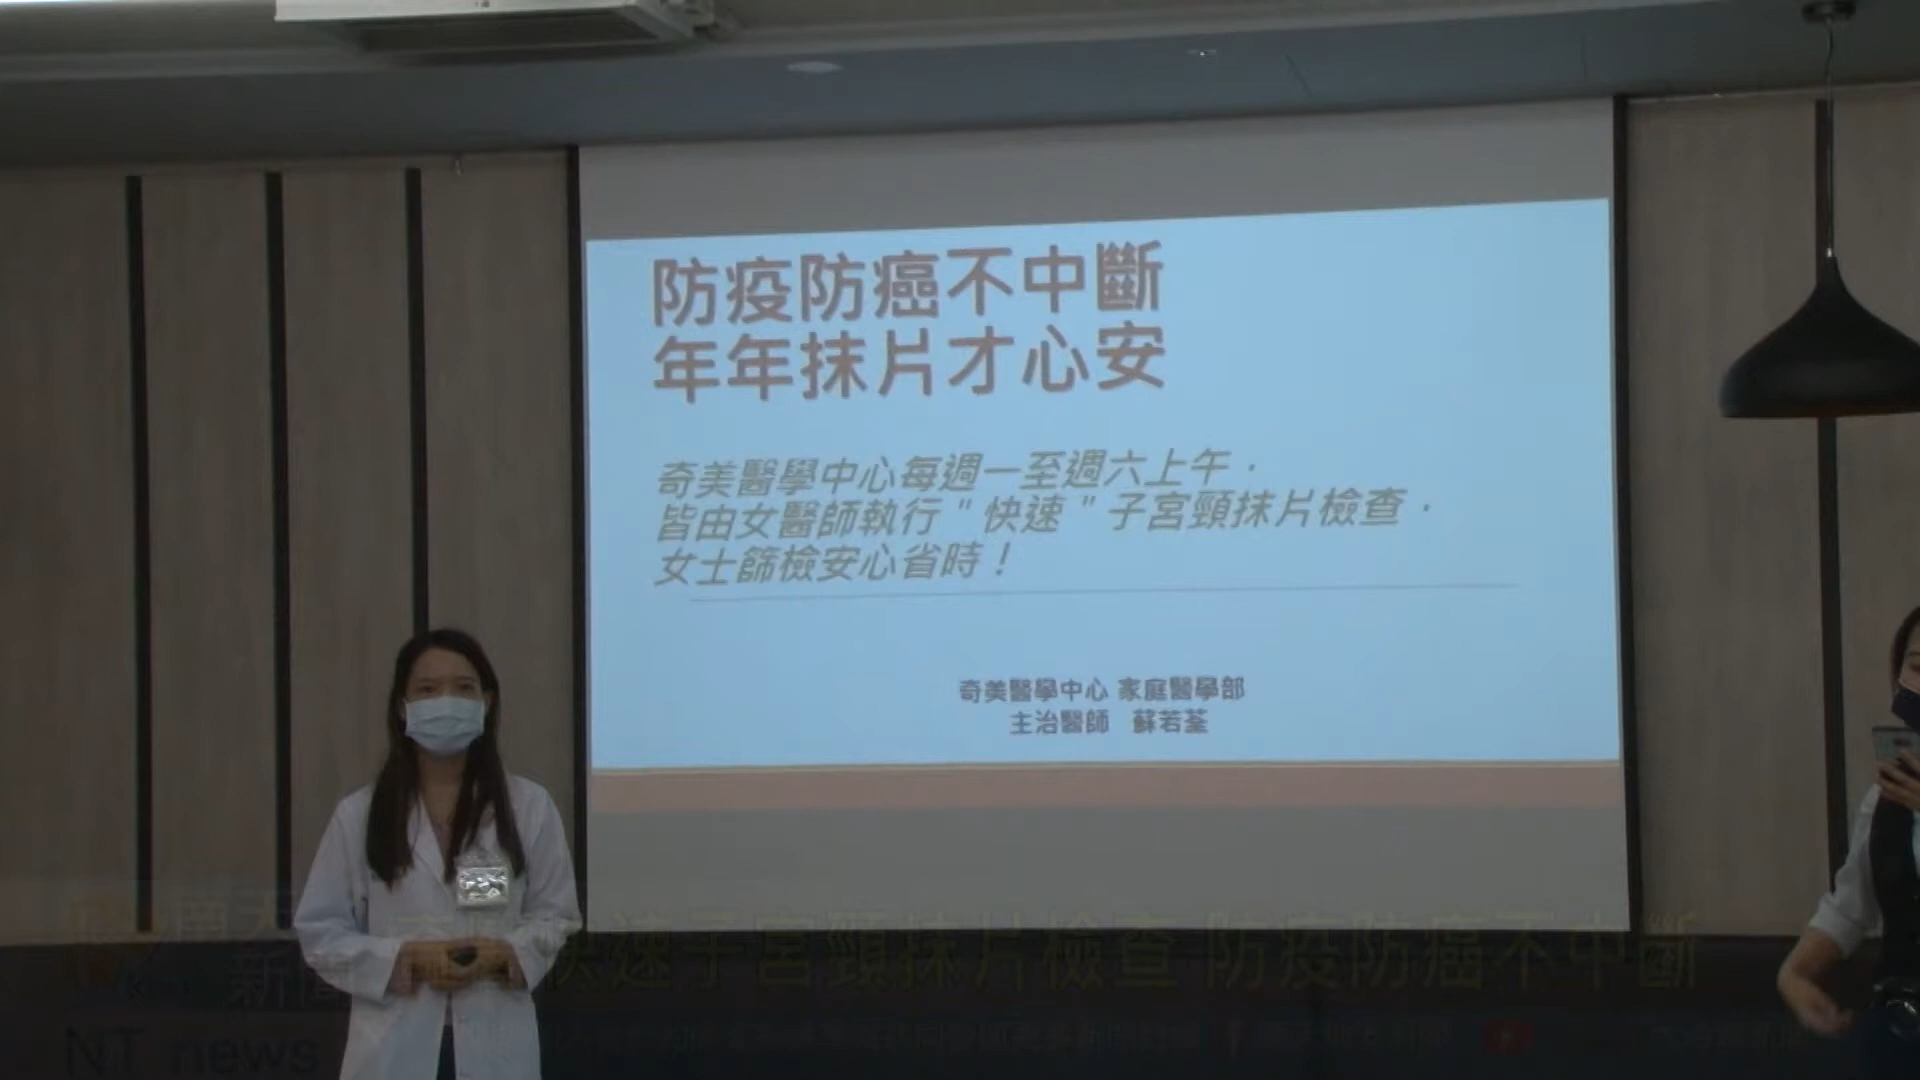 防疫防癌不中斷
年年抹片才心安
奇美醫學中心每週一至週六上午.
皆由女醫師執行"快速"子宮頸抹片檢查.
女士篩檢安心省時！
奇美醫學中心 家庭醫學部
主治醫師 蘇若荃
快速子宮頸抹片檢查 防疫防癌不中斷
NT news